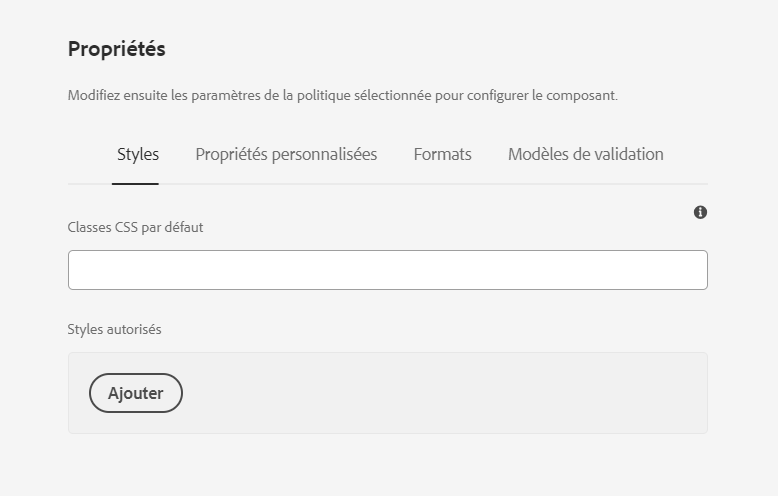 Propriétés
Modifiez ensuite les paramètres de la politique sélectionnée pour configurer le composant.
Styles Propriétés personnalisées Formats Modèles de validation
Classes CSS par défaut
Styles autorisés
Ajouter